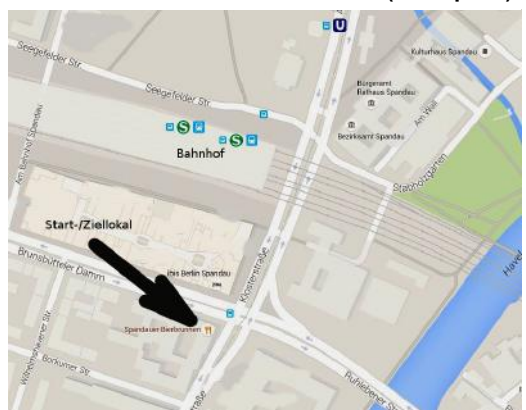 U
Kulturhaus Spandau
Seegefelder Str.
Bürgeramt
Rathaus Spandau
Seegefelder Str.
Am Wall
S
S
Bezirksamt Spandau
Bahnhof
Am Bahnhof Spandau
Stabholzgarten
Start-/Ziellokal
Ibis Berlin Spandau
Klosterstraße
Havel
Brunsbütteler Damm
Spandauer Bierbrunnen
Wilhelmshavener Str.
Borkumer Str.
Ruhlebener Str.